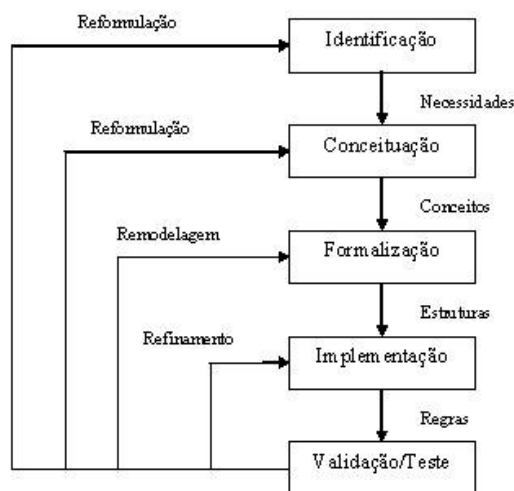 Reformulação
Identificação
Necessidades
Reformulação
Conceituação
Conceitos
Remodelagem
Formalização
Estruturas
Refinamento
Implementação
Regras
Validação/Teste